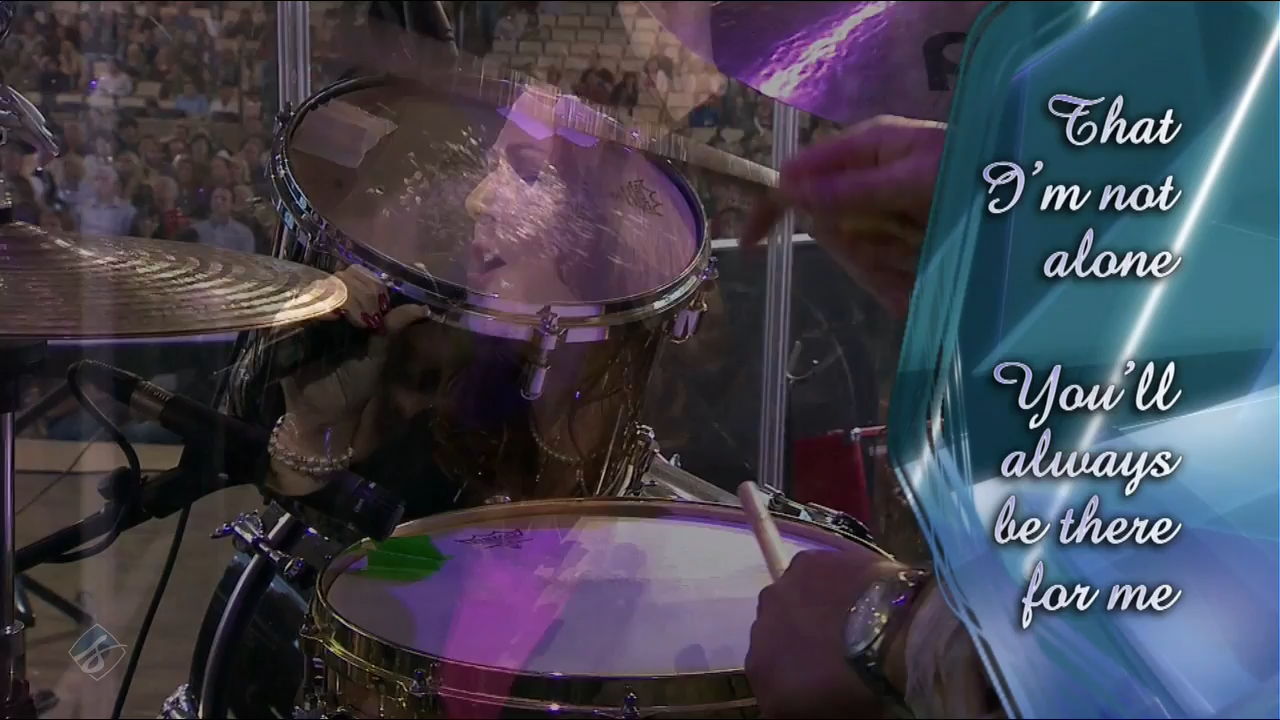 That
I'm not
alone
You'll
always
be there
for me